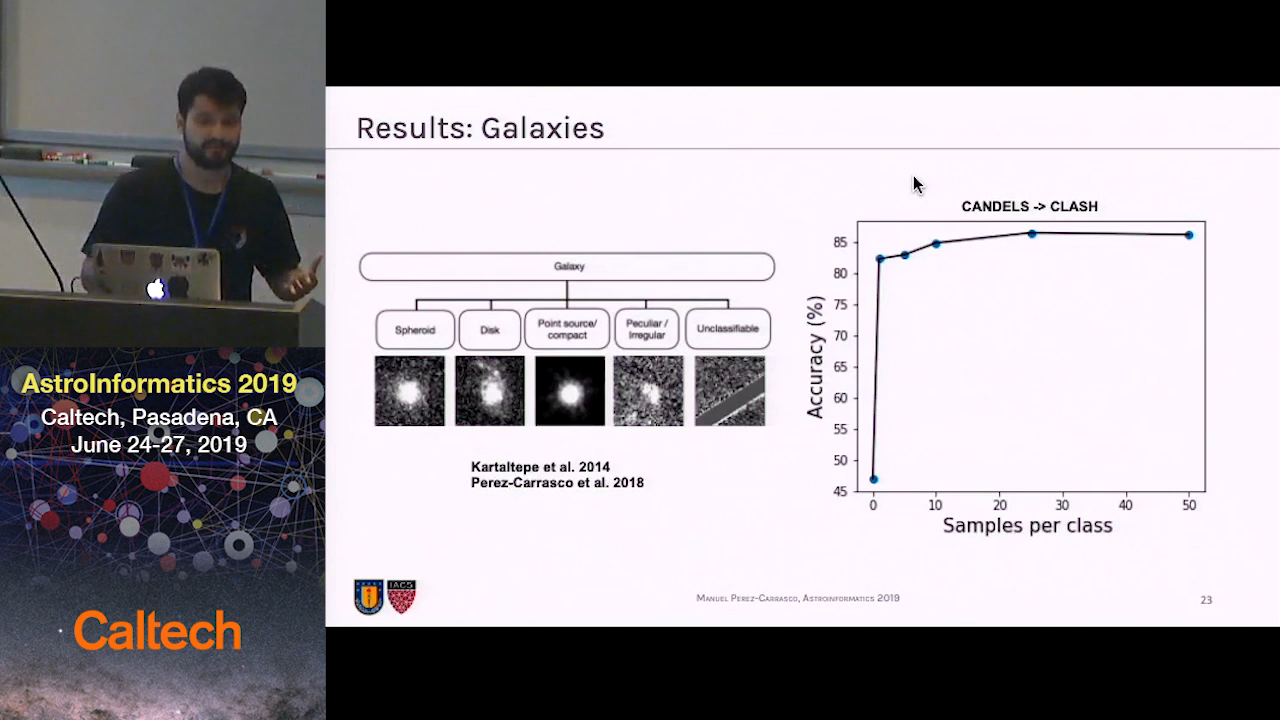 Results: Galaxies
Galaxy
Spheroid
Disk
Point source/
compact
Peculiar /
Irregular
Unclassifiable
Kartaltepe et al. 2014
Perez-Carrasco et al. 2018
CANDELS -> CLASH
Accuracy (%)
85
80
75
70
65
60
55
50
45
0
10
20
30
40
50
Samples per class
IACS
Manuel Perez-Carrasco, Astroinformatics 2019
23
AstroInformatics 2019
Caltech, Pasadena, CA
June 24-27, 2019
Caltech